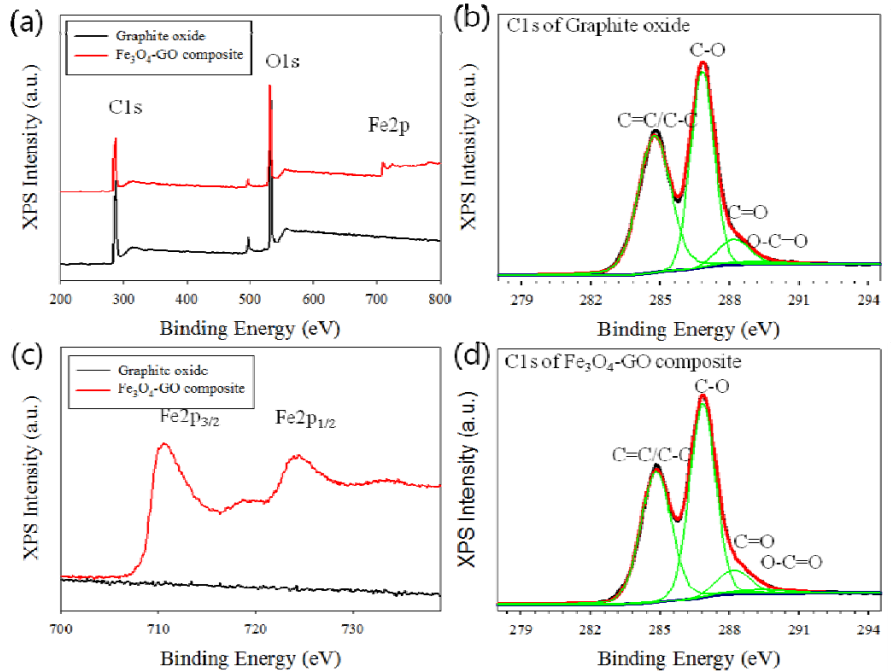 (a)
Graphite oxide
Fe₃O₄-GO composite
O1s
C1s
Fe2p
XPS Intensity (a.u.)
200 300 400 500 600 700 800
Binding Energy (eV)
(b)
C1s of Graphite oxide
C-O
C=C/C-C
C=O
O-C=O
XPS Intensity (a.u.)
279 282 285 288 291 294
Binding Energy (eV)
(c)
Graphite oxide
Fe₃O₄-GO composite
Fe2p₃/₂
Fe2p₁/₂
XPS Intensity (a.u.)
700 710 720 730
Binding Energy (eV)
(d)
C1s of Fe₃O₄-GO composite
C-O
C=C/C-C
C=O
O-C=O
XPS Intensity (a.u.)
279 282 285 288 291 294
Binding Energy (eV)